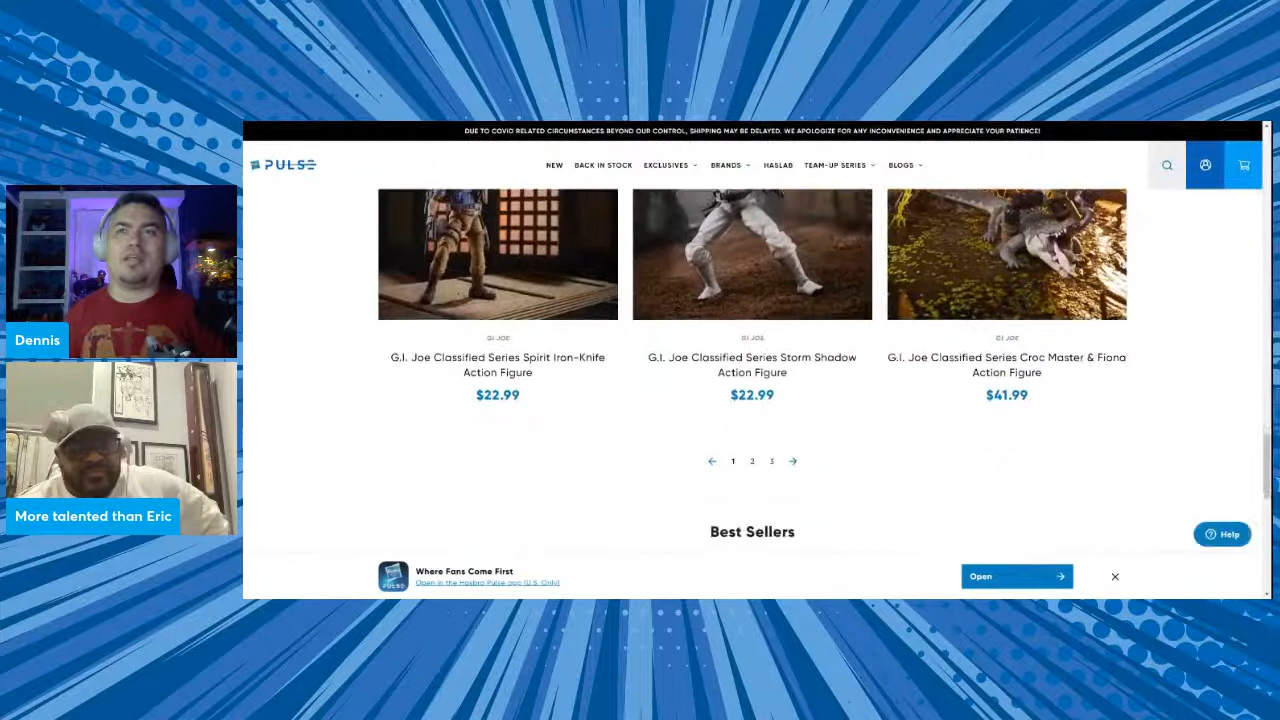 DUE TO COVID RELATED CIRCUMSTANCES BEYOND OUR CONTROL, SHIPPING MAY BE DELAYED. WE APOLOGIZE FOR ANY INCONVENIENCE AND APPRECIATE YOUR PATIENCE!
PULSE NEW BACK IN STOCK EXCLUSIVES BRANDS HASLAB TEAM-UP SERIES BLOGS
Dennis
GI JOE GI JOE GI JOE
G.I. Joe Classified Series Spirit Iron-Knife G.I. Joe Classified Series Storm Shadow G.I. Joe Classified Series Croc Master & Fiona
Action Figure Action Figure Action Figure
$22.99 $22.99 $41.99
1 2 3
More talented than Eric
Best Sellers
Help
Where Fans Come First
Open in the Hasbro Pulse app (U.S. Only)
Open
PULSE